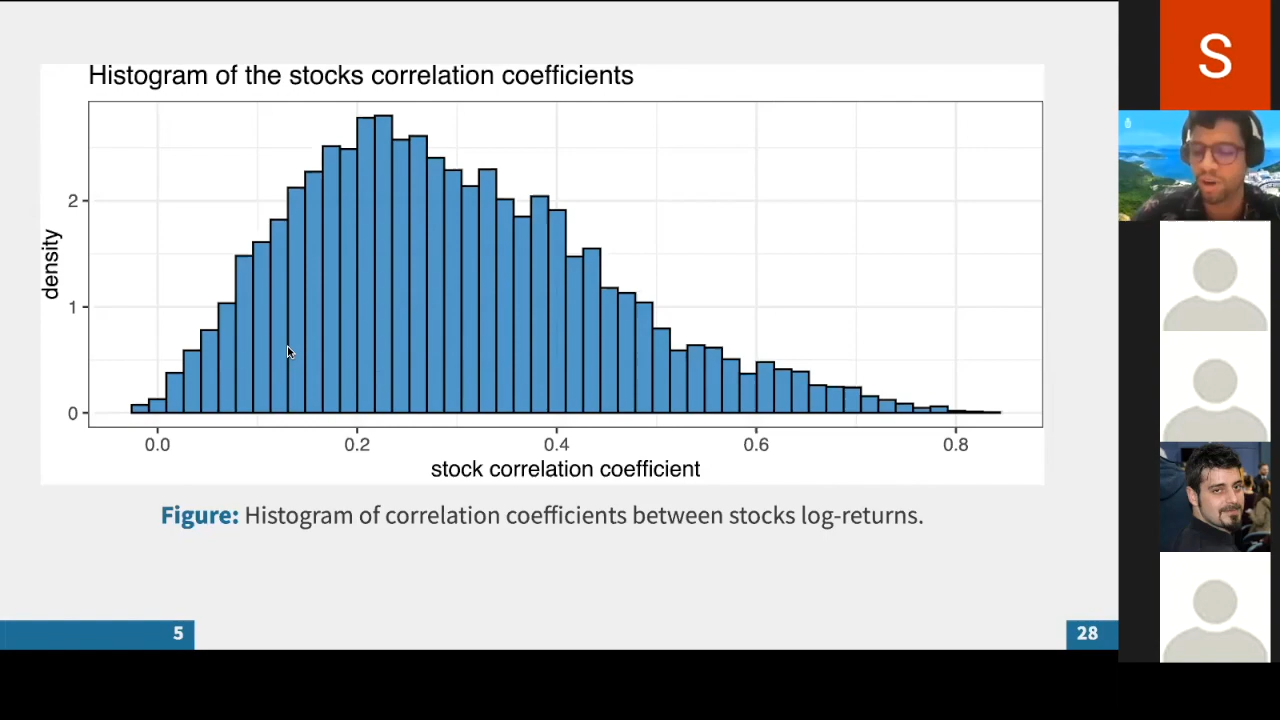 Histogram of the stocks correlation coefficients
density
2
1
0
0.0 0.2 0.4 0.6 0.8
stock correlation coefficient
Figure: Histogram of correlation coefficients between stocks log-returns.
5
28
S